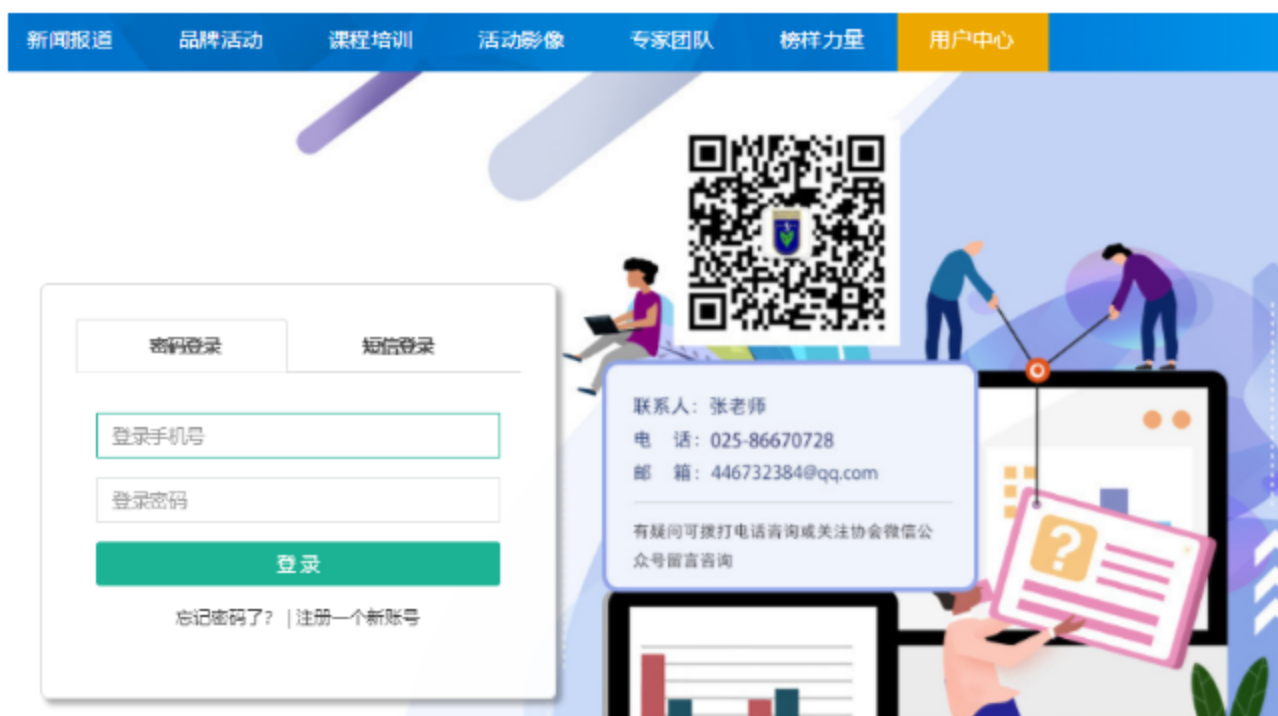 新闻报道 品牌活动 课程培训 活动影像 专家团队 榜样力量 用户中心
密码登录 短信登录
登录手机号
登录密码
登录
忘记密码了? | 注册一个新账号
联系人: 张老师
电 话: 025-86670728
邮 箱: 446732384@qq.com
有疑问可拨打电话咨询或关注协会微信公
众号留言咨询